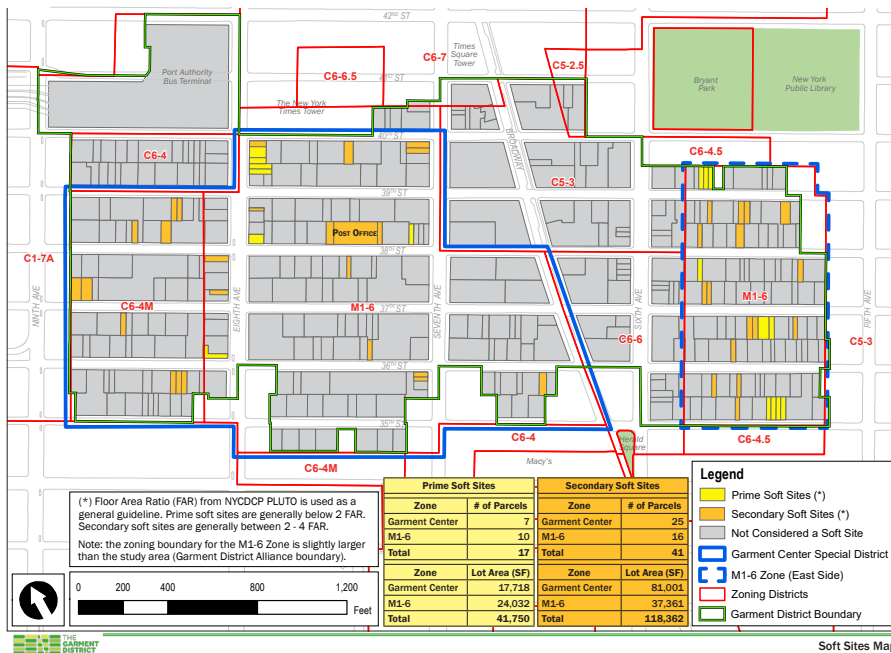 42ND ST
Port Authority
Bus Terminal
C6-6.5
41ST ST
The New York
Times Tower
C6-7
Times
Square
Tower
C5-2.5
Bryant
Park
New York
Public Library
40TH ST
BROADWAY
C6-4
C5-3
C6-4.5
39TH ST
POST OFFICE
38TH ST
C1-7A
NINTH AVE
C6-4M
EIGHTH AVE
M1-6
37TH ST
SEVENTH AVE
C6-6
SIXTH AVE
M1-6
FIFTH AVE
C5-3
36TH ST
35TH ST
C6-4
C6-4M
Macy's
Herald
Square
C6-4.5
(*) Floor Area Ratio (FAR) from NYCDCP PLUTO is used as a
general guideline. Prime soft sites are generally below 2 FAR.
Secondary soft sites are generally between 2 - 4 FAR.
Note: the zoning boundary for the M1-6 Zone is slightly larger
than the study area (Garment District Alliance boundary).
0 200 400 800 1,200
Feet
Prime Soft Sites
Zone # of Parcels
Garment Center 7
M1-6 10
Total 17
Zone Lot Area (SF)
Garment Center 17,718
M1-6 24,032
Total 41,750
Secondary Soft Sites
Zone # of Parcels
Garment Center 25
M1-6 16
Total 41
Zone Lot Area (SF)
Garment Center 81,001
M1-6 37,361
Total 118,362
Legend
Prime Soft Sites (*)
Secondary Soft Sites (*)
Not Considered a Soft Site
Garment Center Special District
M1-6 Zone (East Side)
Zoning Districts
Garment District Boundary
THE
GARMENT
DISTRICT
Soft Sites Map